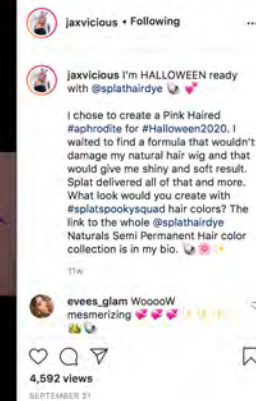 jaxvicious • Following
jaxvicious I'm HALLOWEEN ready
with @splathairdye
I chose to create a Pink Haired
#aphrodite for #Halloween2020. I
waited to find a formula that wouldn't
damage my natural hair wig and that
would give me shiny and soft result.
Splat delivered all of that and more.
What look would you create with
#splatspookysquad hair colors? The
link to the whole @splathairdye
Naturals Semi Permanent Hair color
collection is in my bio.
11w
evees_glam WooooW
mesmerizing
4,592 views
SEPTEMBER 21